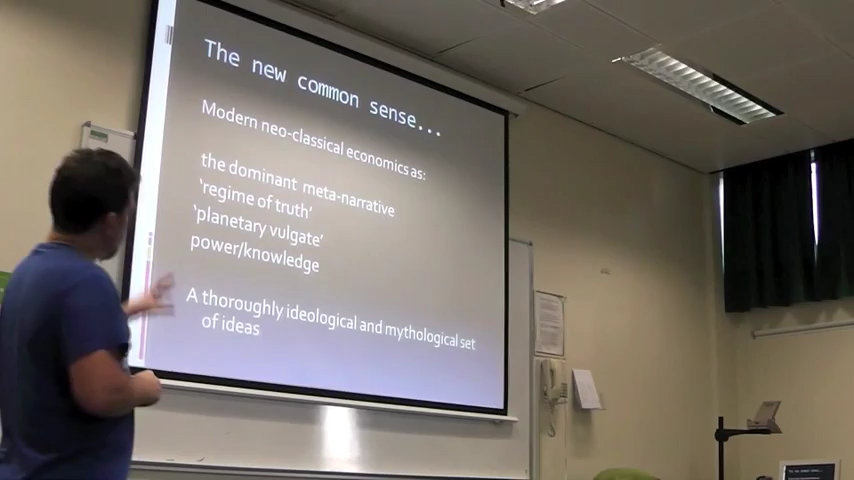 The new common sense...
Modern neo-classical economics as:
the dominant meta-narrative
‘regime of truth’
‘planetary vulgate’
power/knowledge
A thoroughly ideological and mythological set
of ideas